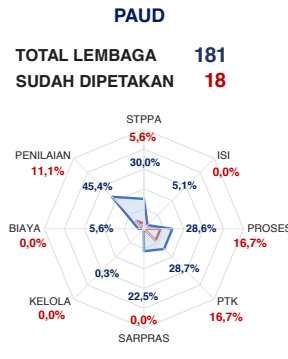 PAUD
TOTAL LEMBAGA 181
SUDAH DIPETAKAN 18
STPPA
5,6%
PENILAIAN
11,1%
ISI
0,0%
30,0%
45,4%
5,1%
BIAYA
0,0%
5,6%
28,6%
PROSES
16,7%
0,3%
28,7%
22,5%
KELOLA
0,0%
PTK
16,7%
0,0%
SARPRAS